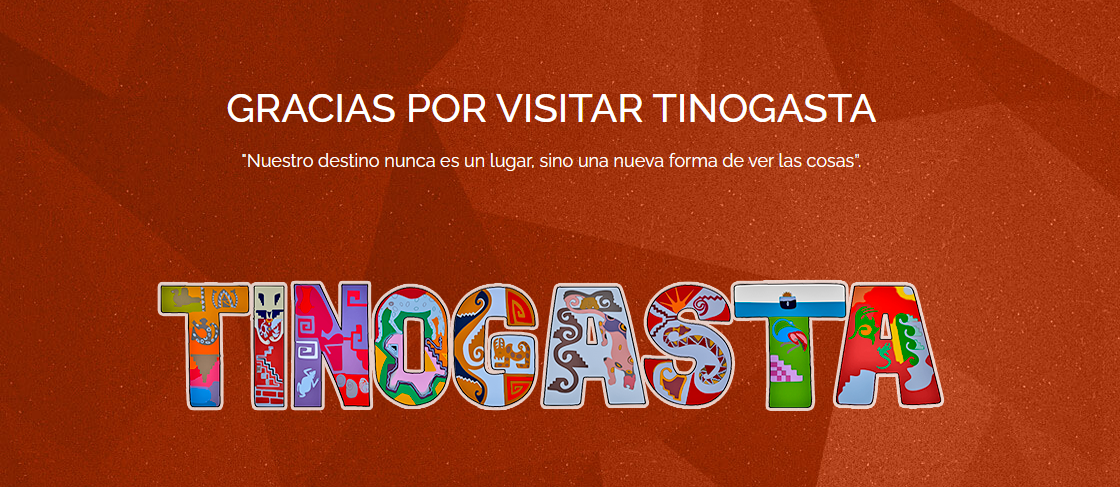 GRACIAS POR VISITAR TINOGASTA
"Nuestro destino nunca es un lugar, sino una nueva forma de ver las cosas".
TINOGASTA